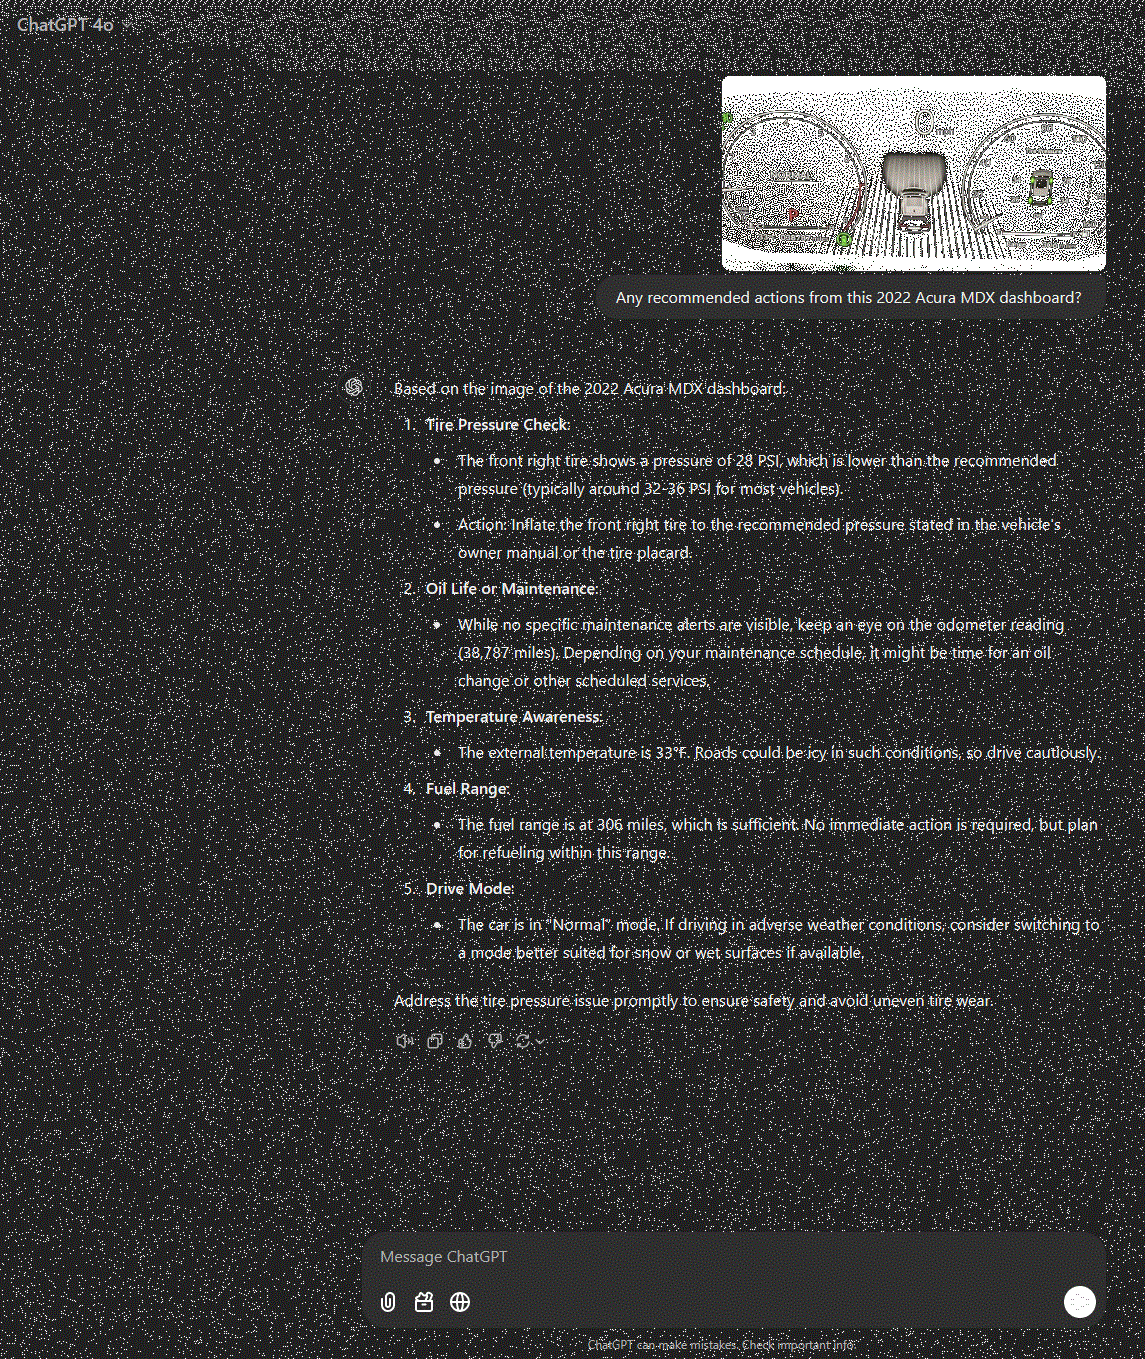 ChatGPT 4o
P
Any recommended actions from this 2022 Acura MDX dashboard?
Based on the image of the 2022 Acura MDX dashboard:
1. Tire Pressure Check:
• The front right tire shows a pressure of 28 PSI, which is lower than the recommended
pressure (typically around 32-36 PSI for most vehicles).
• Action: Inflate the front right tire to the recommended pressure stated in the vehicle's
owner manual or the tire placard.
2. Oil Life or Maintenance:
• While no specific maintenance alerts are visible, keep an eye on the odometer reading
(38,787 miles). Depending on your maintenance schedule, it might be time for an oil
change or other scheduled services.
3. Temperature Awareness:
• The external temperature is 33°F. Roads could be icy in such conditions, so drive cautiously.
4. Fuel Range:
• The fuel range is at 306 miles, which is sufficient. No immediate action is required, but plan
for refueling within this range.
5. Drive Mode:
• The car is in "Normal" mode. If driving in adverse weather conditions, consider switching to
a mode better suited for snow or wet surfaces if available.
Address the tire pressure issue promptly to ensure safety and avoid uneven tire wear.
Message ChatGPT
ChatGPT can make mistakes. Check important info.